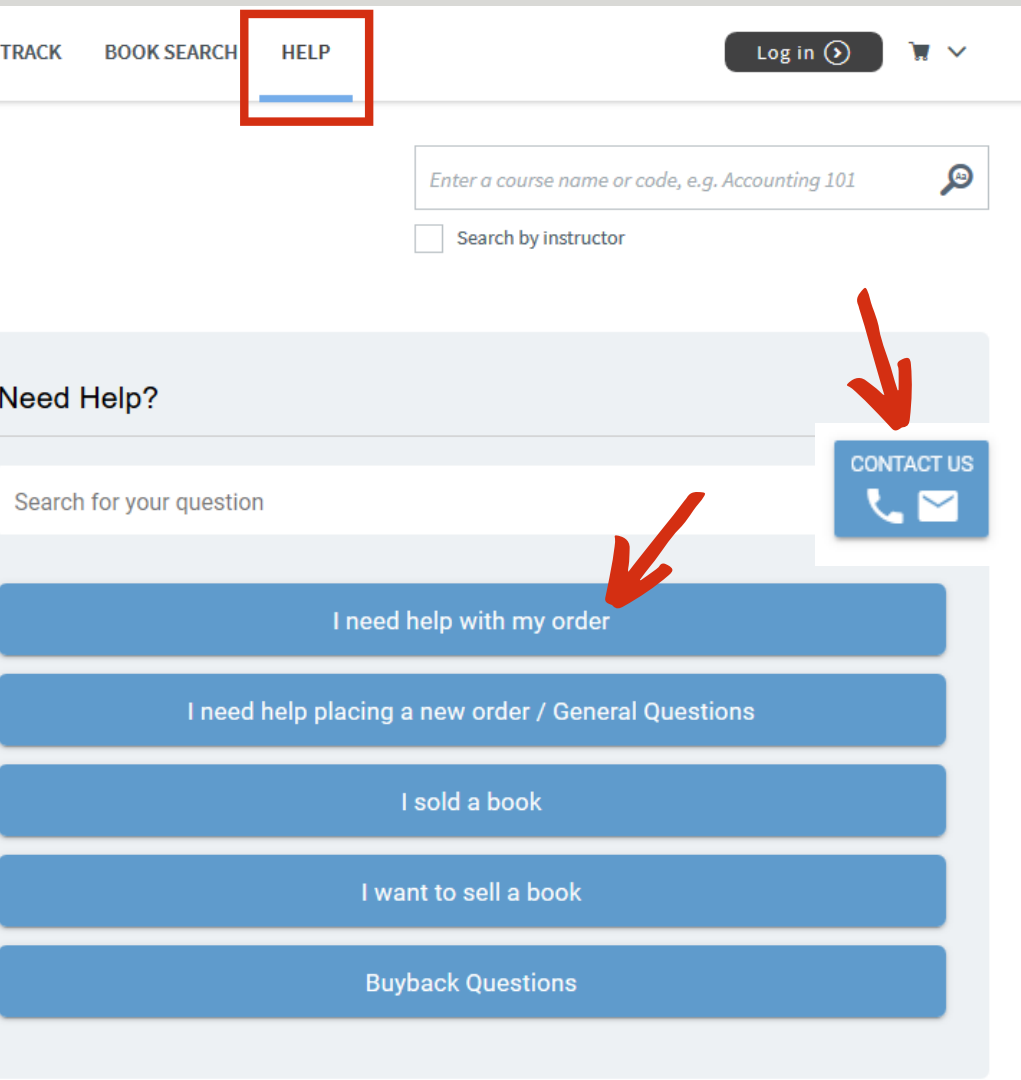 TRACK BOOK SEARCH HELP Log in
Enter a course name or code, e.g. Accounting 101 Aa
Search by instructor
Need Help?
CONTACT US
Search for your question
I need help with my order
I need help placing a new order / General Questions
I sold a book
I want to sell a book
Buyback Questions